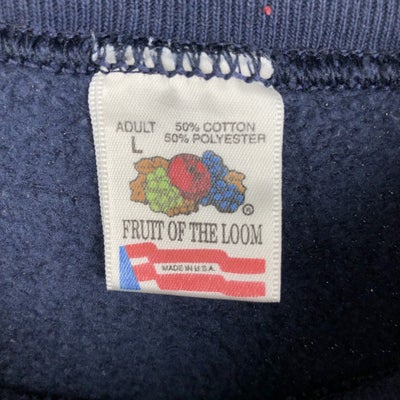 ADULT 50% COTTON
L 50% POLYESTER
®
FRUIT OF THE LOOM
MADE IN U.S.A.